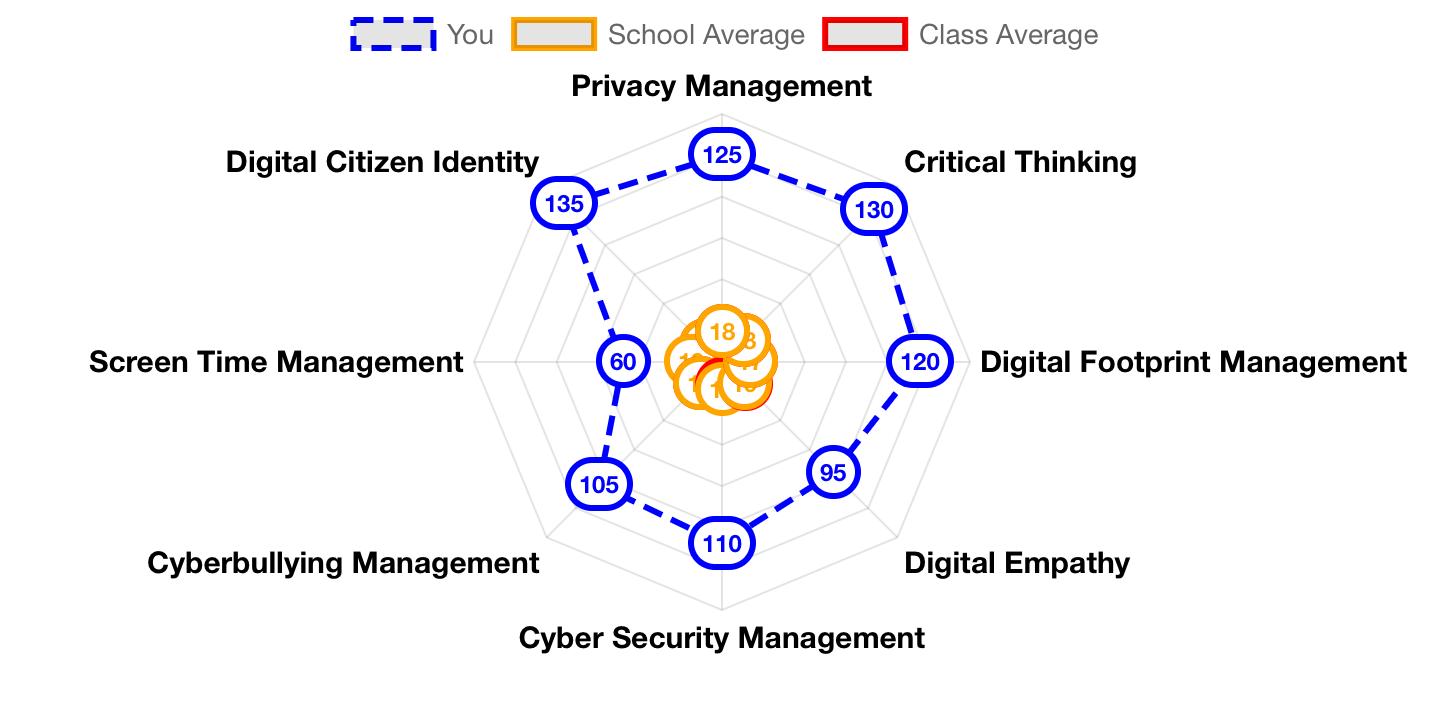 You School Average Class Average
Privacy Management
Digital Citizen Identity Critical Thinking
125
135 130
18
Screen Time Management 60 120 Digital Footprint Management
95
105
110
Cyberbullying Management Digital Empathy
Cyber Security Management